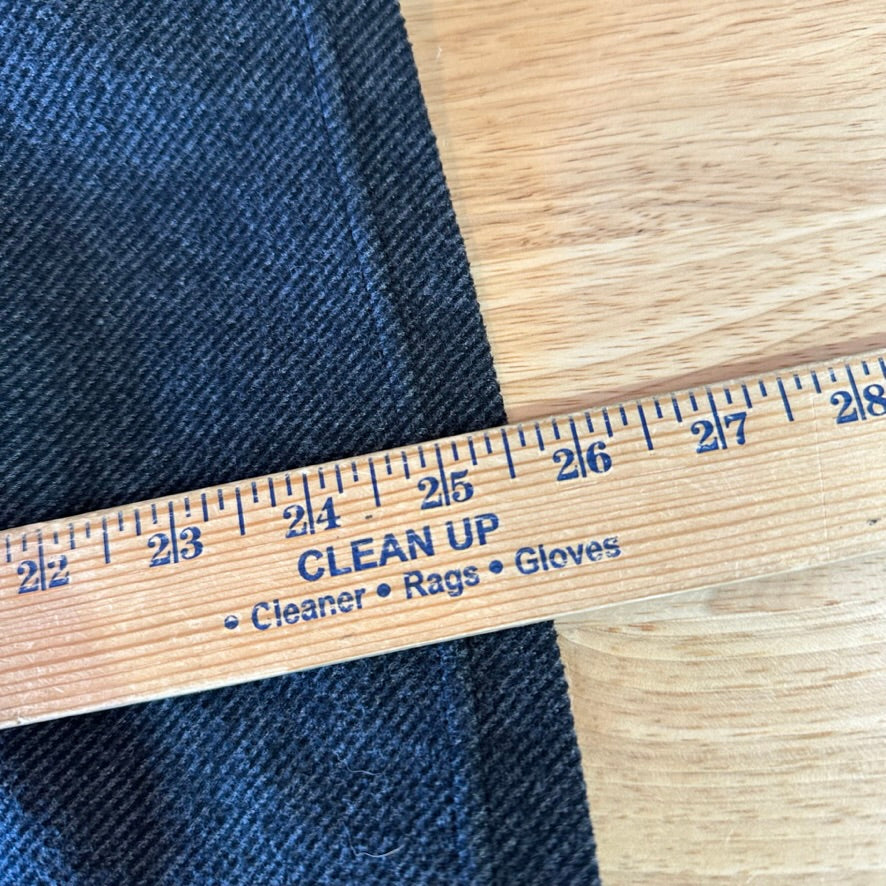 22 23 24 25 26 27 28
CLEAN UP
• Cleaner • Rags • Gloves